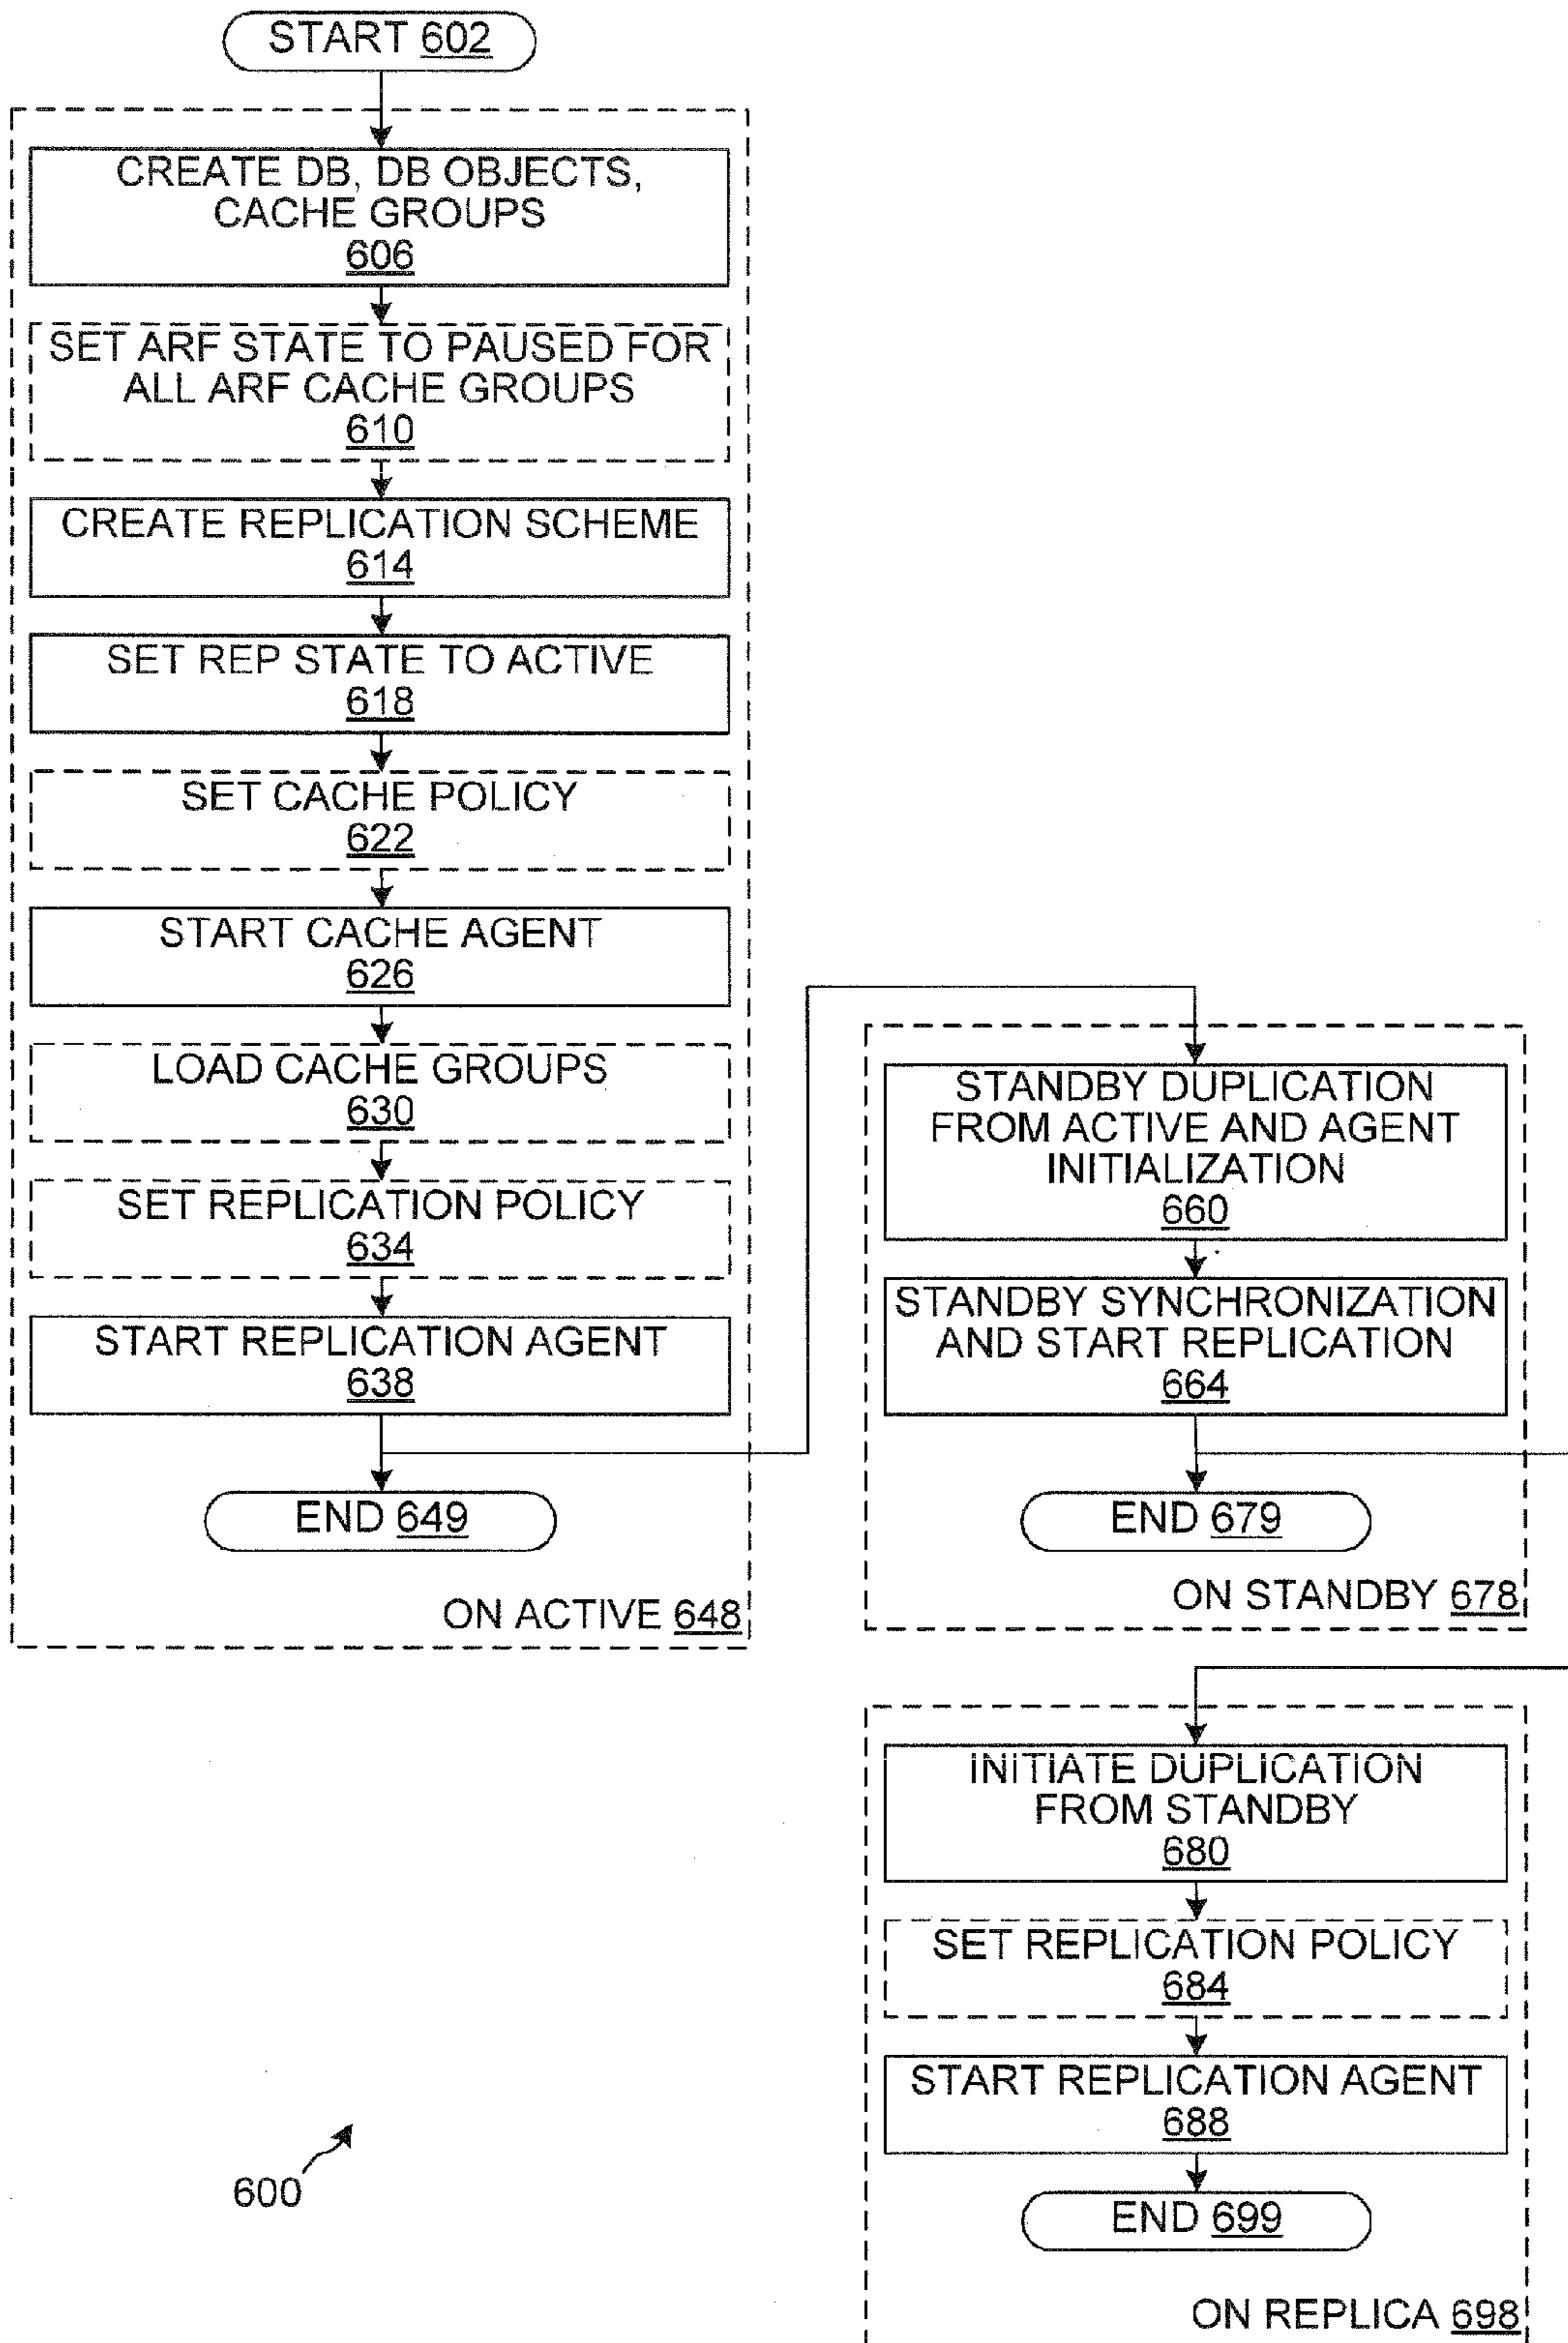 START 602
CREATE DB, DB OBJECTS,
CACHE GROUPS
606
SET ARF STATE TO PAUSED FOR
ALL ARF CACHE GROUPS
610
CREATE REPLICATION SCHEME
614
SET REP STATE TO ACTIVE
618
SET CACHE POLICY
622
START CACHE AGENT
626
LOAD CACHE GROUPS
630
SET REPLICATION POLICY
634
START REPLICATION AGENT
638
END 649
ON ACTIVE 648
STANDBY DUPLICATION
FROM ACTIVE AND AGENT
INITIALIZATION
660
STANDBY SYNCHRONIZATION
AND START REPLICATION
664
END 679
ON STANDBY 678
INITIATE DUPLICATION
FROM STANDBY
680
SET REPLICATION POLICY
684
START REPLICATION AGENT
688
END 699
ON REPLICA 698
600